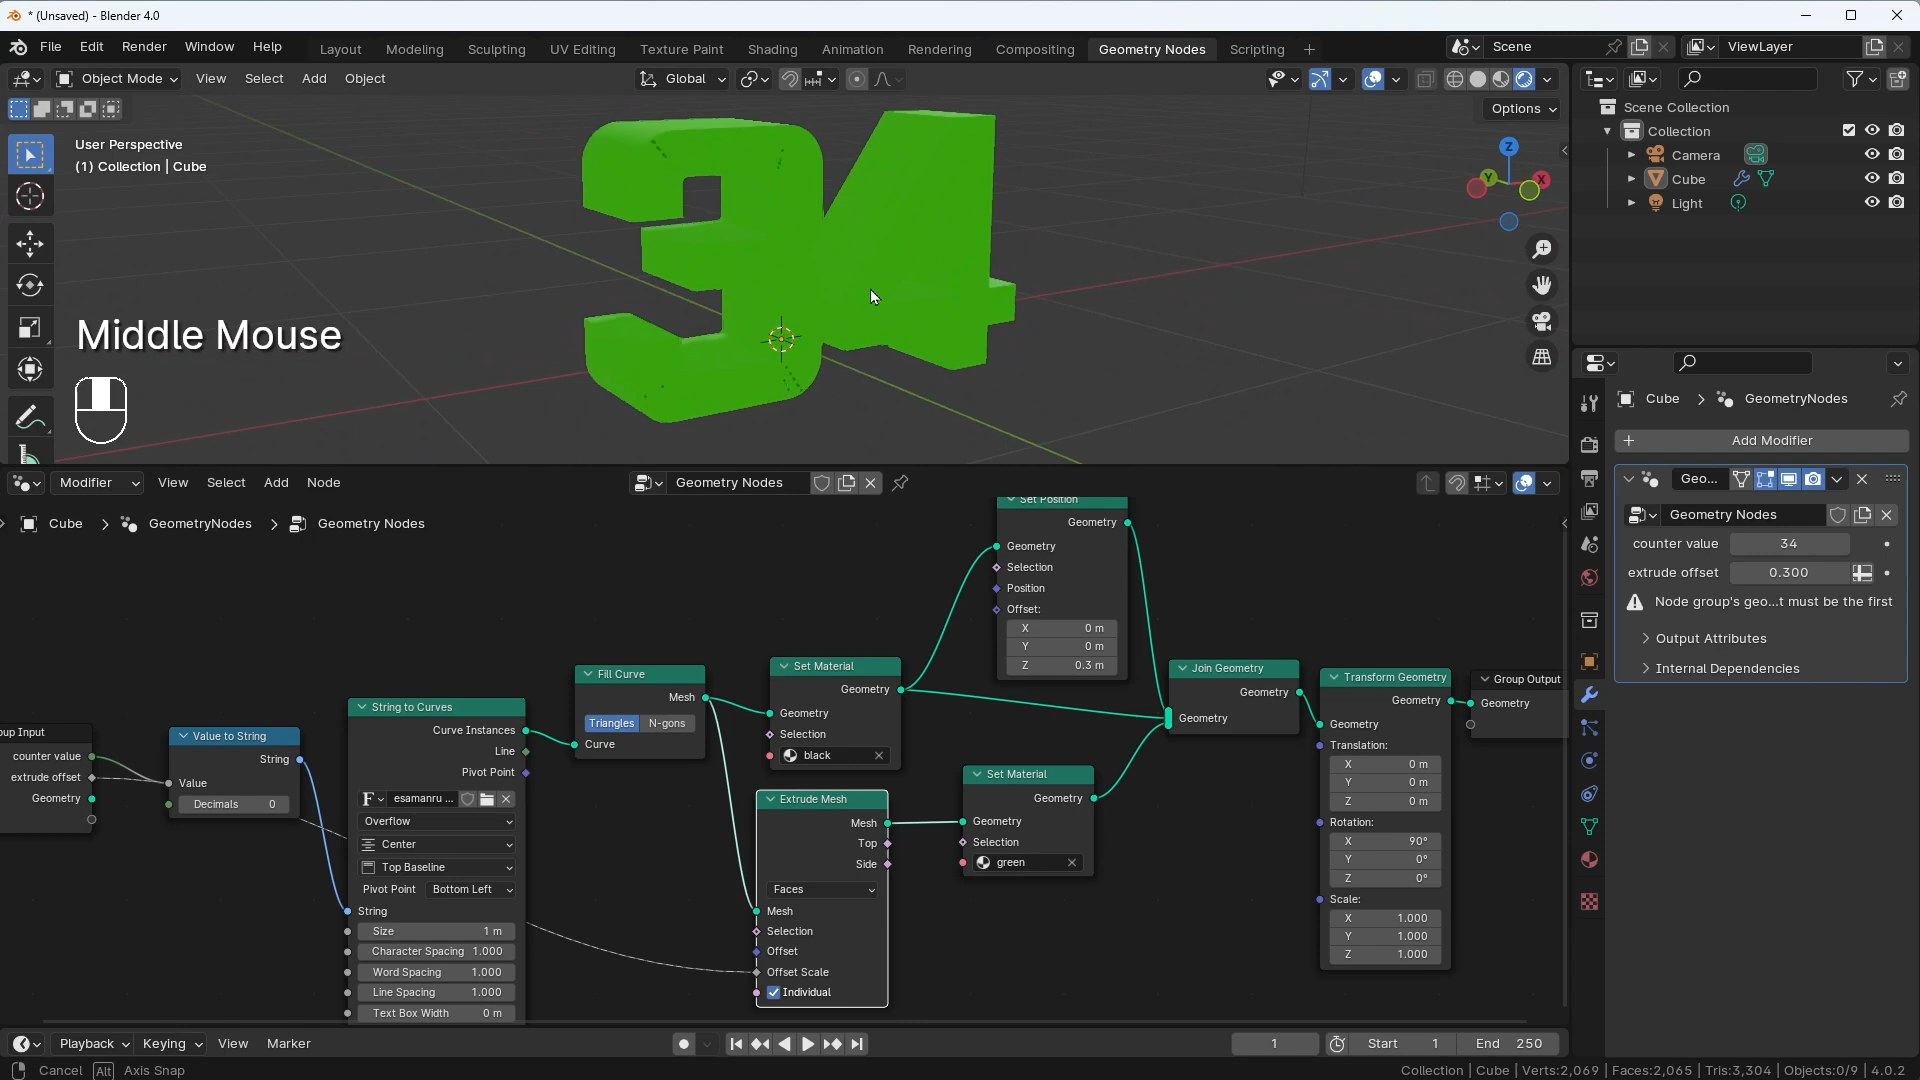 * (Unsaved) - Blender 4.0
File Edit Render Window Help Layout Modeling Sculpting UV Editing Texture Paint Shading Animation Rendering Compositing Geometry Nodes Scripting + Scene ViewLayer
Object Mode View Select Add Object Global
Options
User Perspective
(1) Collection | Cube
34
Z
Y
X
Middle Mouse
Scene Collection
Collection
Camera
Cube
Light
Modifier View Select Add Node Geometry Nodes
Cube > GeometryNodes > Geometry Nodes
oup Input
counter value
extrude offset
Geometry
Value to String
String
Value
Decimals 0
String to Curves
Curve Instances
Line
Pivot Point
esamanru ...
Overflow
Center
Top Baseline
Pivot Point Bottom Left
String
Size 1 m
Character Spacing 1.000
Word Spacing 1.000
Line Spacing 1.000
Text Box Width 0 m
Fill Curve
Mesh
Triangles N-gons
Curve
Set Material
Geometry
Geometry
Selection
black
Extrude Mesh
Mesh
Top
Side
Faces
Mesh
Selection
Offset
Offset Scale
Individual
Set Position
Geometry
Geometry
Selection
Position
Offset:
X 0 m
Y 0 m
Z 0.3 m
Set Material
Geometry
Geometry
Selection
green
Join Geometry
Geometry
Geometry
Transform Geometry
Geometry
Geometry
Translation:
X 0 m
Y 0 m
Z 0 m
Rotation:
X 90°
Y 0°
Z 0°
Scale:
X 1.000
Y 1.000
Z 1.000
Group Output
Geometry
Cube > GeometryNodes
+ Add Modifier
Geo...
Geometry Nodes
counter value 34
extrude offset 0.300
Node group's geo...t must be the first
Output Attributes
Internal Dependencies
Playback Keying View Marker 1 Start 1 End 250
Cancel Alt Axis Snap Collection | Cube | Verts:2,069 | Faces:2,065 | Tris:3,304 | Objects:0/9 | 4.0.2